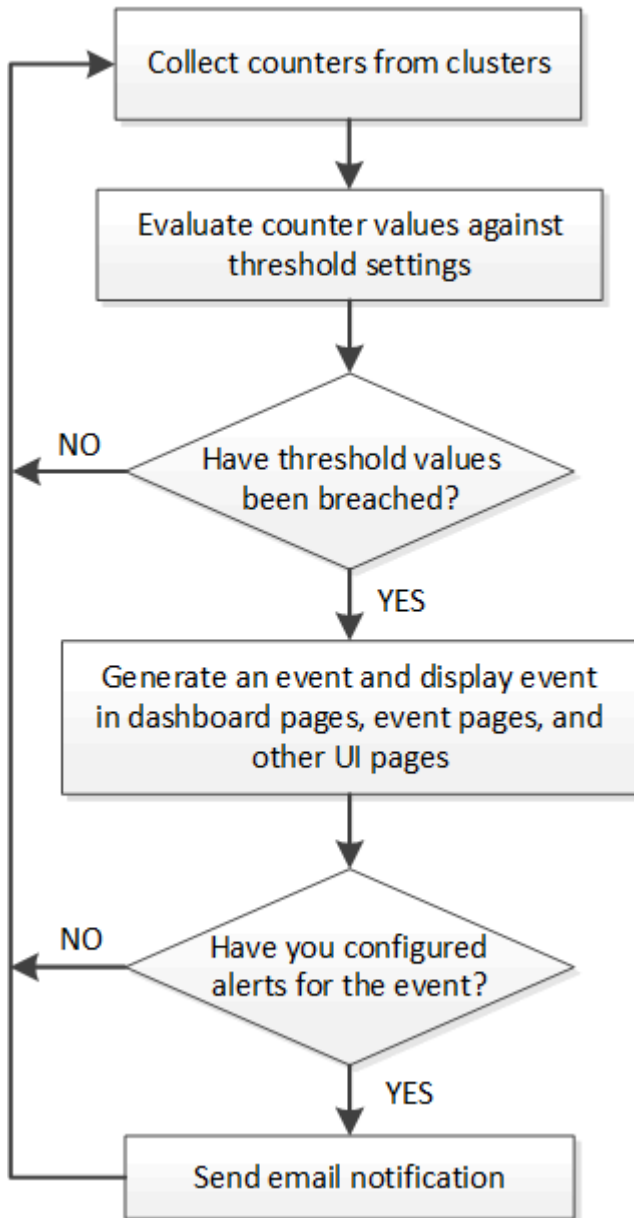 Collect counters from clusters
Evaluate counter values against
threshold settings
NO
Have threshold values
been breached?
YES
Generate an event and display event
in dashboard pages, event pages, and
other UI pages
NO
Have you configured
alerts for the event?
YES
Send email notification